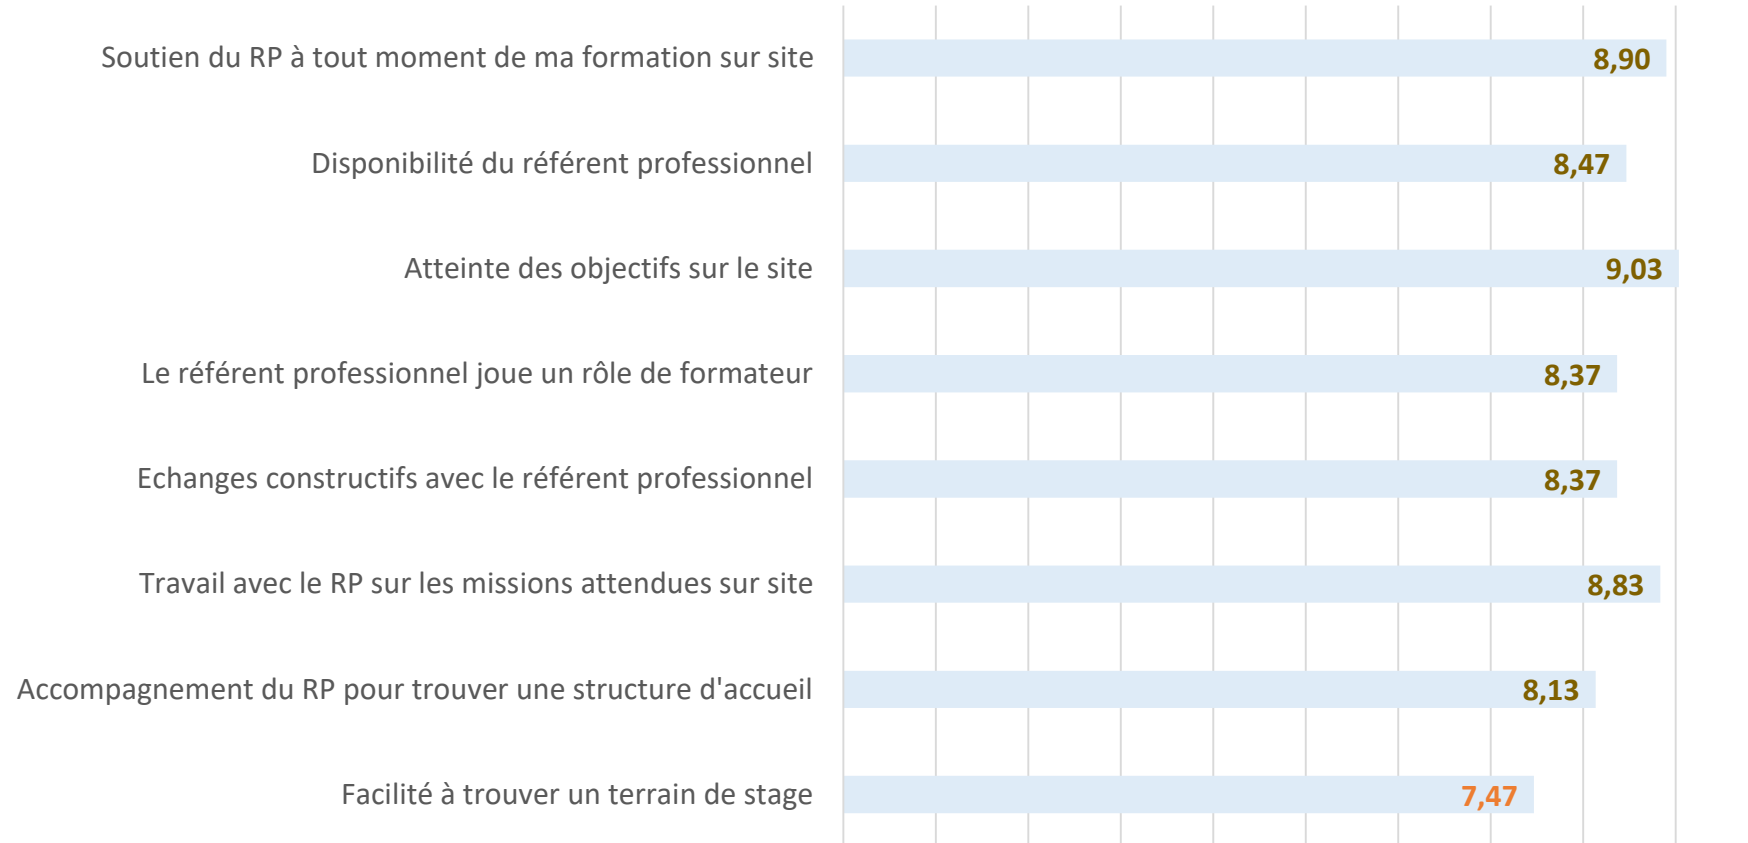 Soutien du RP à tout moment de ma formation sur site 8,90
Disponibilité du référent professionnel 8,47
Atteinte des objectifs sur le site 9,03
Le référent professionnel joue un rôle de formateur 8,37
Echanges constructifs avec le référent professionnel 8,37
Travail avec le RP sur les missions attendues sur site 8,83
Accompagnement du RP pour trouver une structure d'accueil 8,13
Facilité à trouver un terrain de stage 7,47